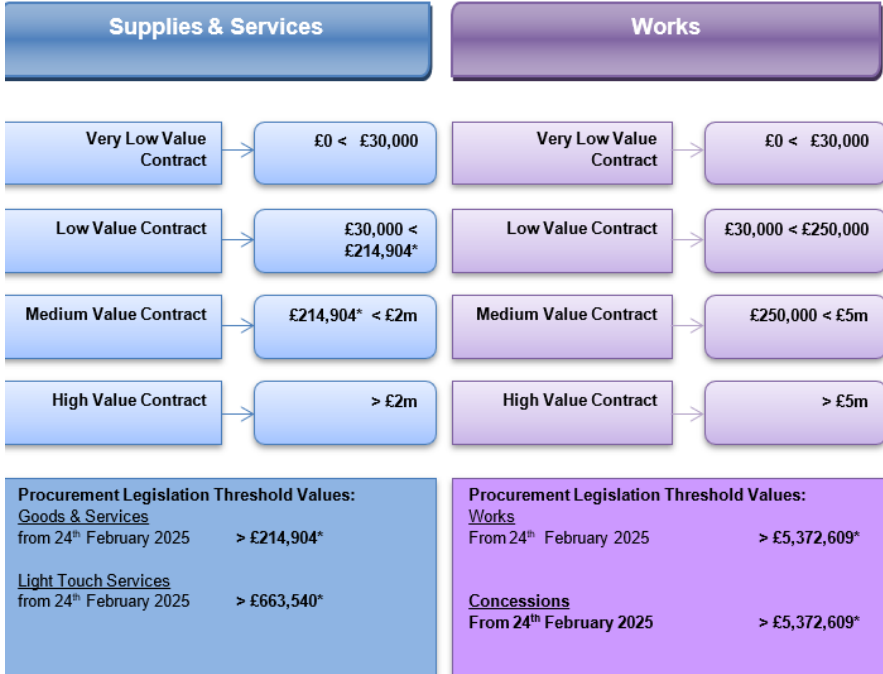 Supplies & Services
Very Low Value
Contract
£0 < £30,000
Low Value Contract
£30,000 <
£214,904*
Medium Value Contract
£214,904* < £2m
High Value Contract
> £2m
Procurement Legislation Threshold Values:
Goods & Services
from 24th February 2025 > £214,904*
Light Touch Services
from 24th February 2025 > £663,540*
Works
Very Low Value
Contract
£0 < £30,000
Low Value Contract
£30,000 < £250,000
Medium Value Contract
£250,000 < £5m
High Value Contract
> £5m
Procurement Legislation Threshold Values:
Works
From 24th February 2025 > £5,372,609*
Concessions
From 24th February 2025 > £5,372,609*